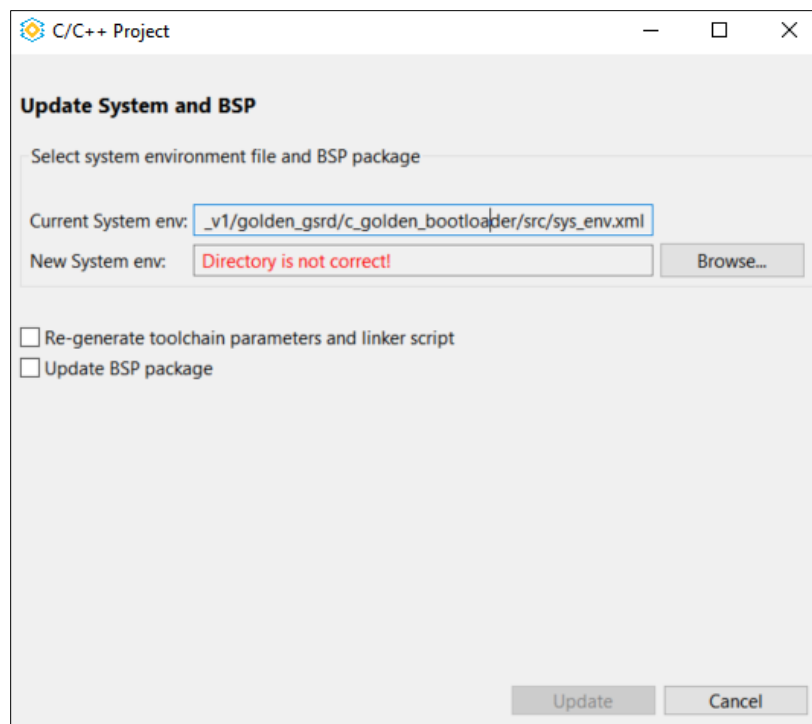 C/C++ Project
Update System and BSP
Select system environment file and BSP package
Current System env: _v1/golden_gsrd/c_golden_bootloader/src/sys_env.xml
New System env: Directory is not correct! Browse...
Re-generate toolchain parameters and linker script
Update BSP package
Update Cancel